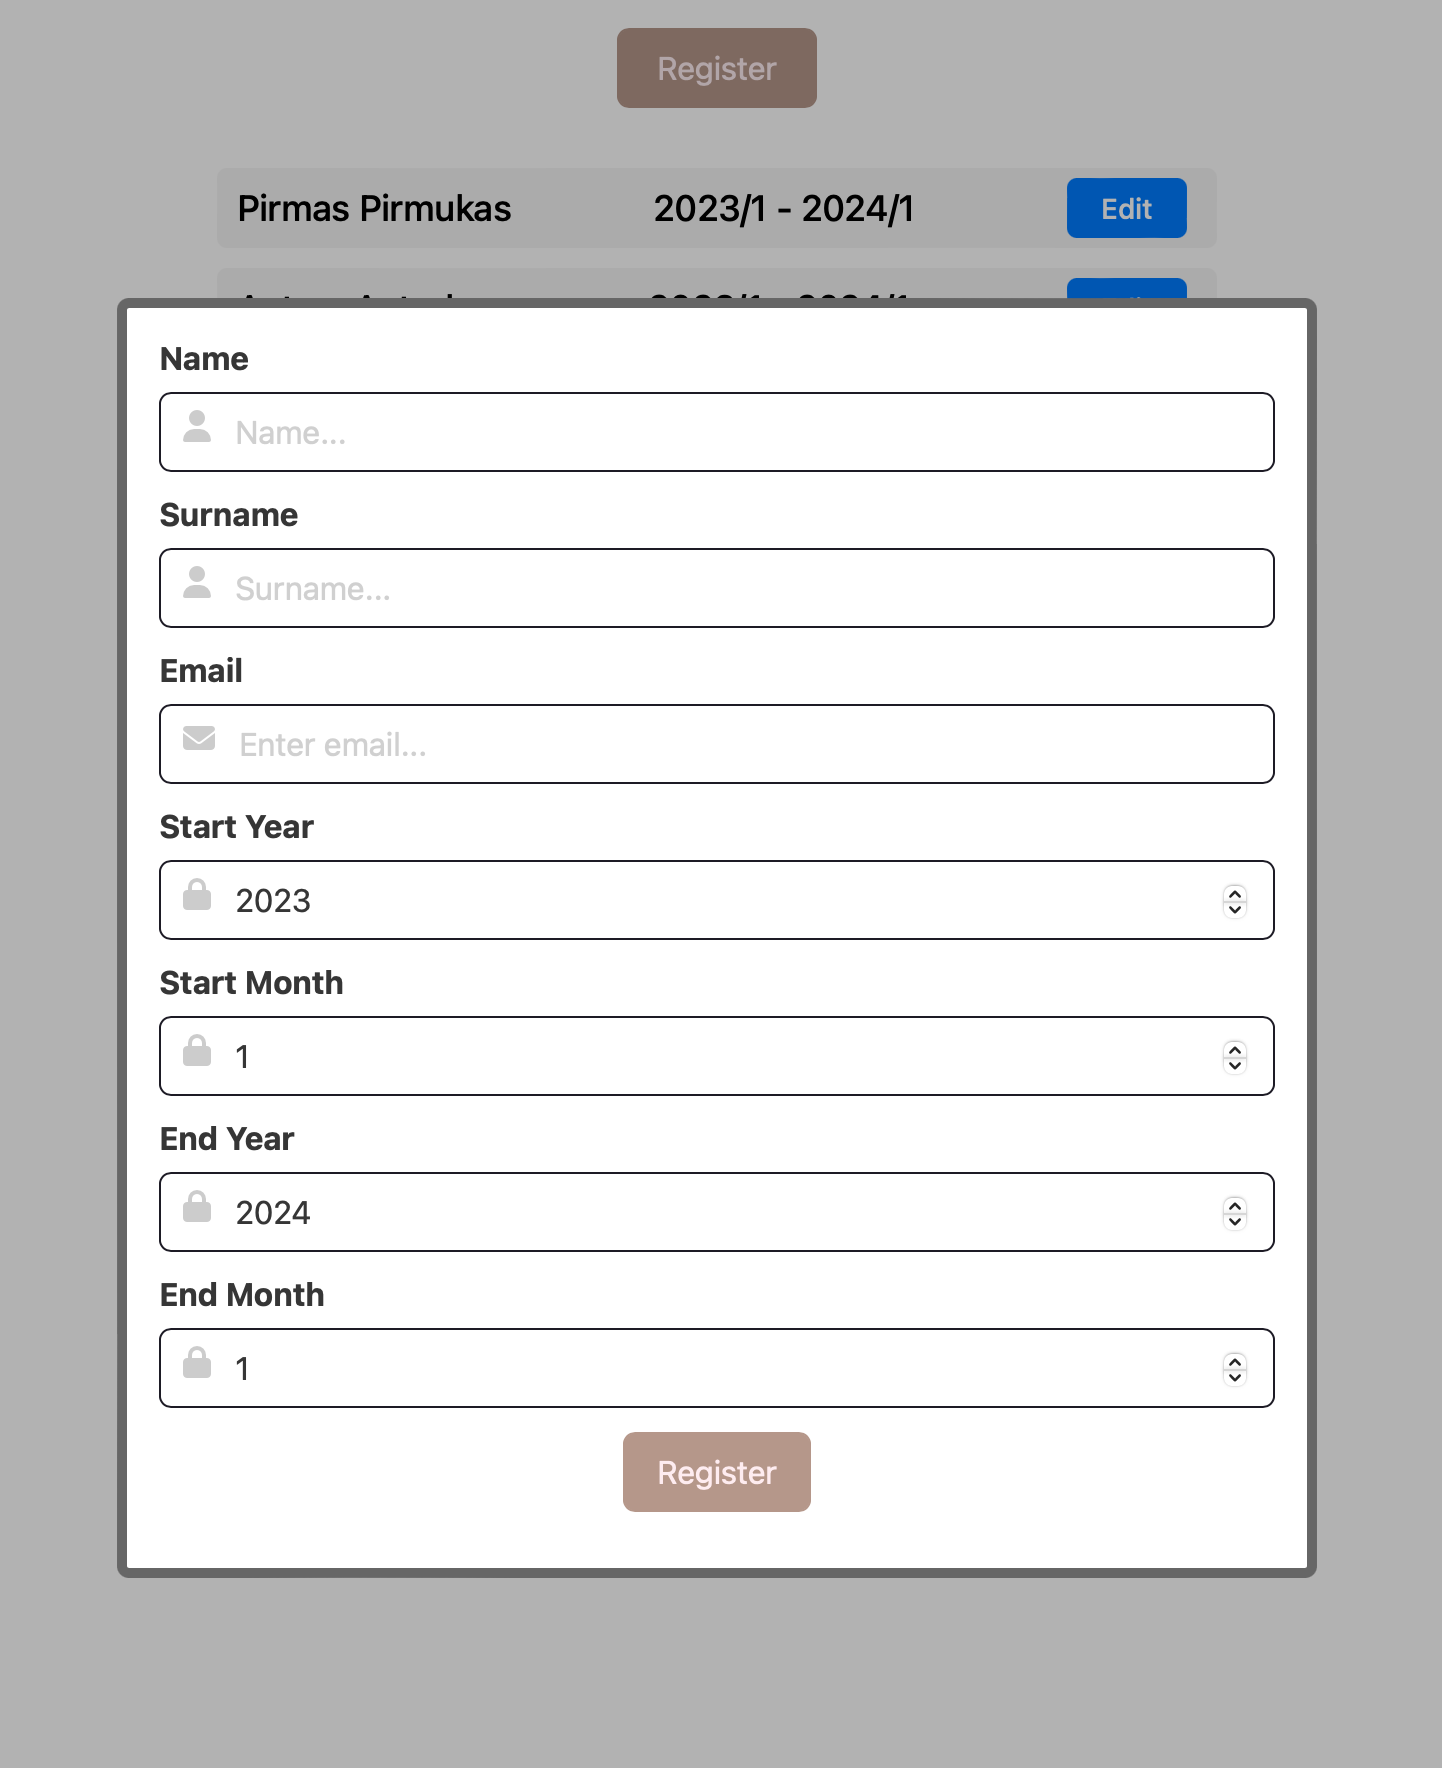 Register
Pirmas Pirmukas 2023/1 - 2024/1 Edit
Name
Name...
Surname
Surname...
Email
Enter email...
Start Year
2023
Start Month
1
End Year
2024
End Month
1
Register